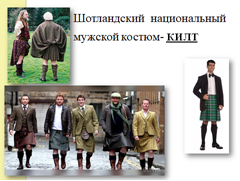 Шотландский национальный
мужской костюм- КИЛТ